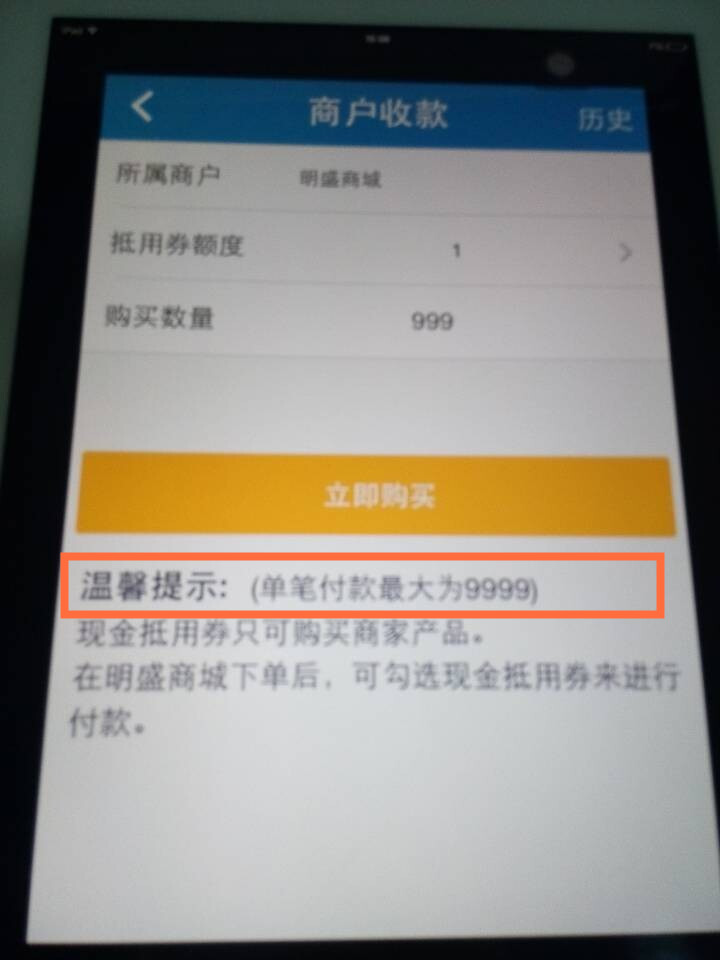 iPad
商户收款
历史
所属商户 明盛商城
抵用券额度 1
购买数量 999
立即购买
温馨提示: (单笔付款最大为9999)
现金抵用券只可购买商家产品。
在明盛商城下单后，可勾选现金抵用券来进行
付款。